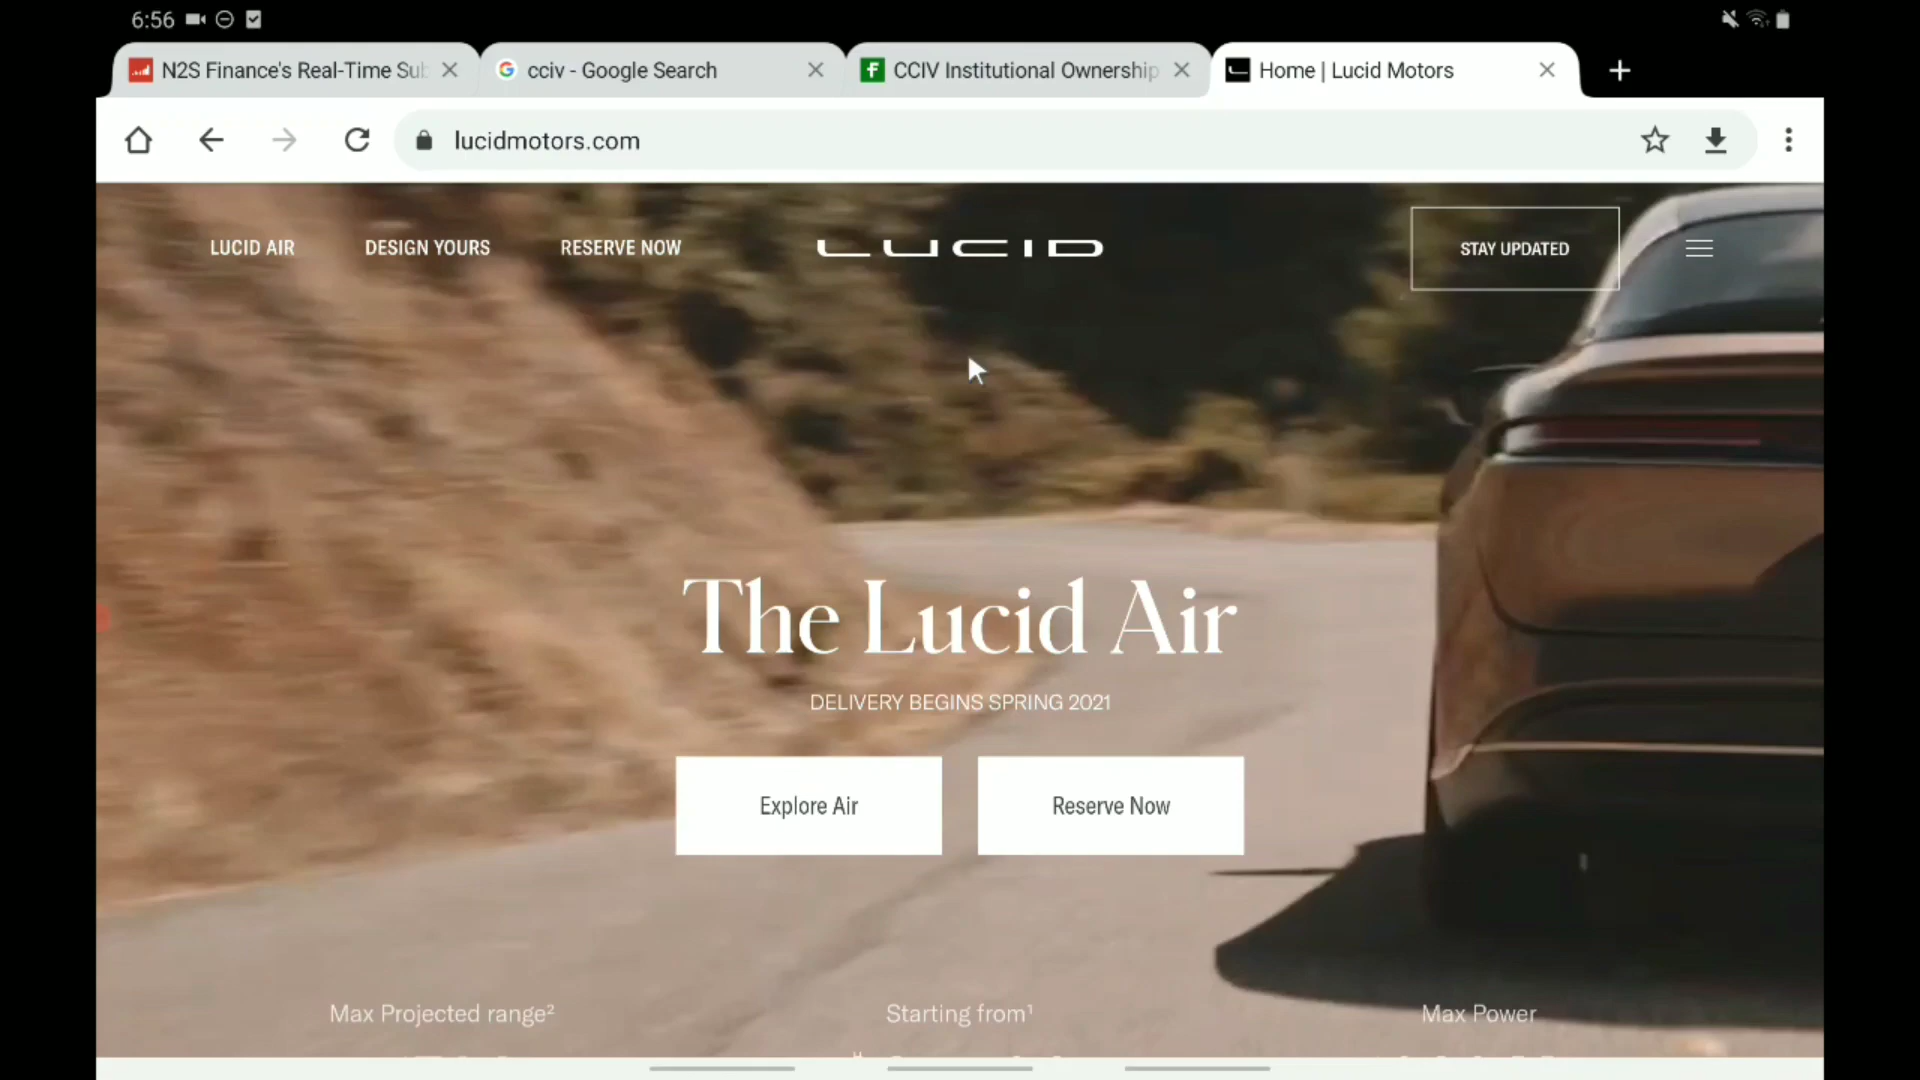 6:56
N2S Finance's Real-Time Sub
cciv - Google Search
CCIV Institutional Ownership
Home | Lucid Motors
lucidmotors.com
LUCID AIR
DESIGN YOURS
RESERVE NOW
LUCID
STAY UPDATED
The Lucid Air
DELIVERY BEGINS SPRING 2021
Explore Air
Reserve Now
Max Projected range²
Starting from¹
Max Power